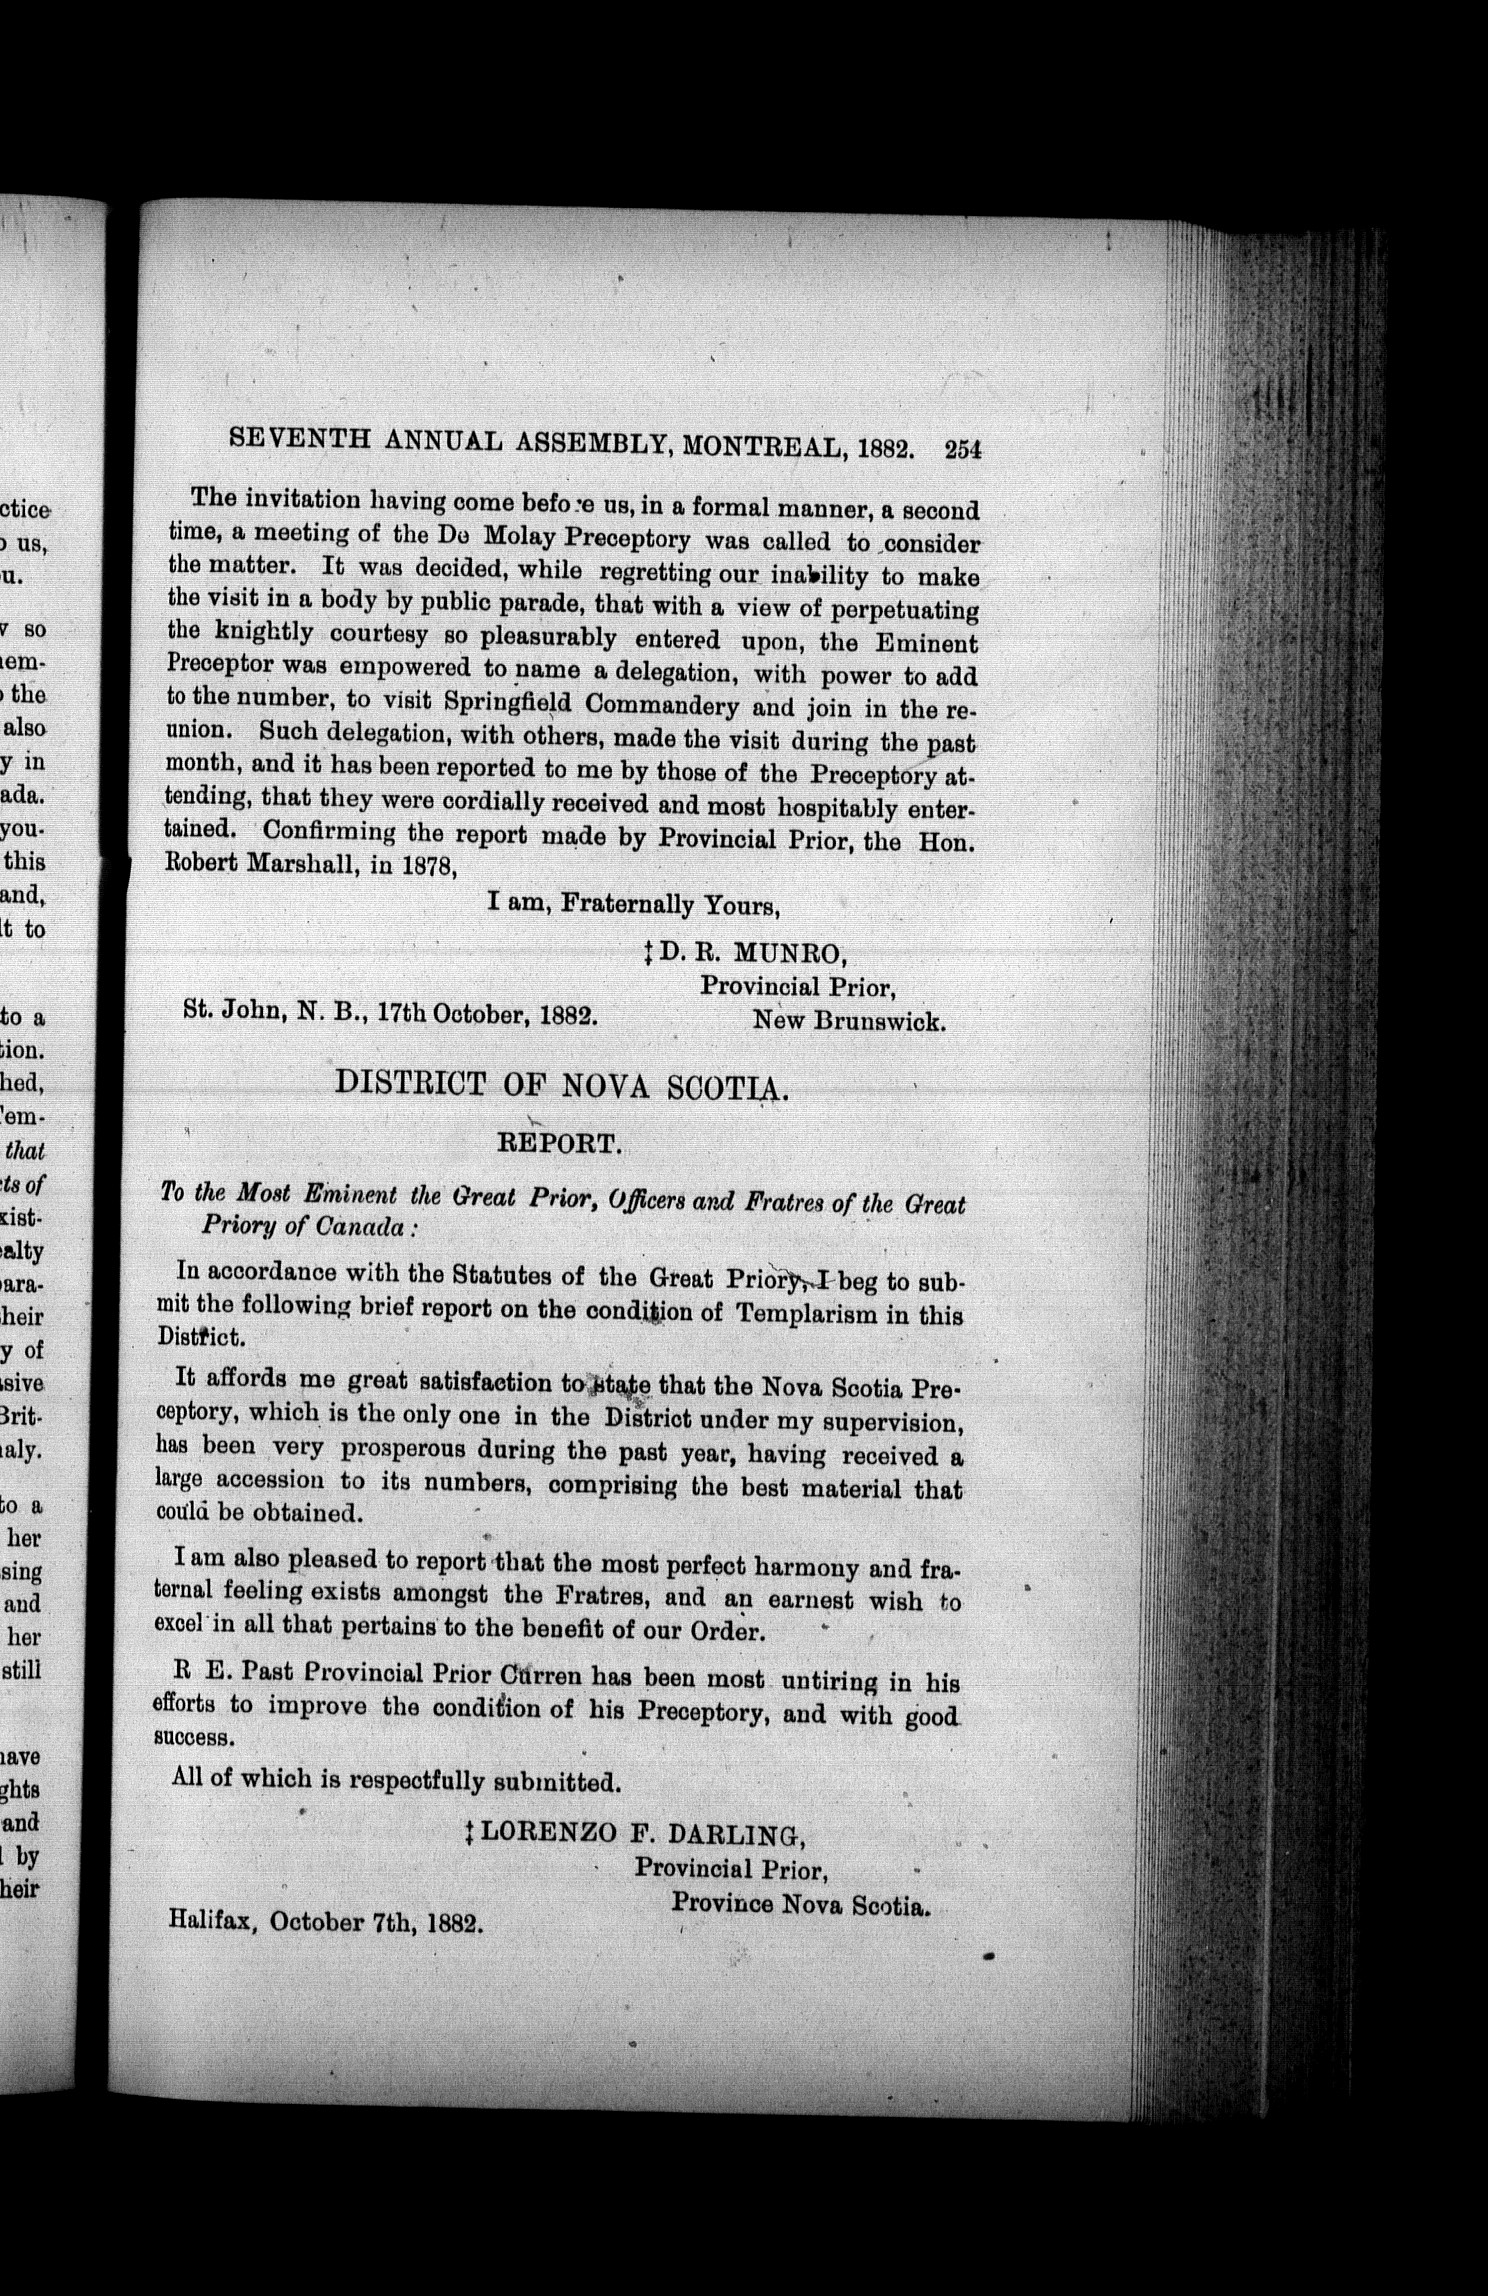 SEVENTH ANNUAL ASSEMBLY, MONTREAL, 1882. 254
The invitation having come before us, in a formal manner, a second
time, a meeting of the De Molay Preceptory was called to consider
the matter. It was decided, while regretting our inability to make
the visit in a body by public parade, that with a view of perpetuating
the knightly courtesy so pleasurably entered upon, the Eminent
Preceptor was empowered to name a delegation, with power to add
to the number, to visit Springfield Commandery and join in the re-
union. Such delegation, with others, made the visit during the past
month, and it has been reported to me by those of the Preceptory at-
tending, that they were cordially received and most hospitably enter-
tained. Confirming the report made by Provincial Prior, the Hon.
Robert Marshall, in 1878,
I am, Fraternally Yours,
‡ D. R. MUNRO,
Provincial Prior,
St. John, N. B., 17th October, 1882. New Brunswick.
DISTRICT OF NOVA SCOTIA.
REPORT.
To the Most Eminent the Great Prior, Officers and Fratres of the Great
Priory of Canada :
In accordance with the Statutes of the Great Priory, I beg to sub-
mit the following brief report on the condition of Templarism in this
District.
It affords me great satisfaction to state that the Nova Scotia Pre-
ceptory, which is the only one in the District under my supervision,
has been very prosperous during the past year, having received a
large accession to its numbers, comprising the best material that
could be obtained.
I am also pleased to report that the most perfect harmony and fra-
ternal feeling exists amongst the Fratres, and an earnest wish to
excel in all that pertains to the benefit of our Order.
R E. Past Provincial Prior Curren has been most untiring in his
efforts to improve the condition of his Preceptory, and with good
success.
All of which is respectfully submitted.
‡ LORENZO F. DARLING,
Provincial Prior,
Province Nova Scotia.
Halifax, October 7th, 1882.